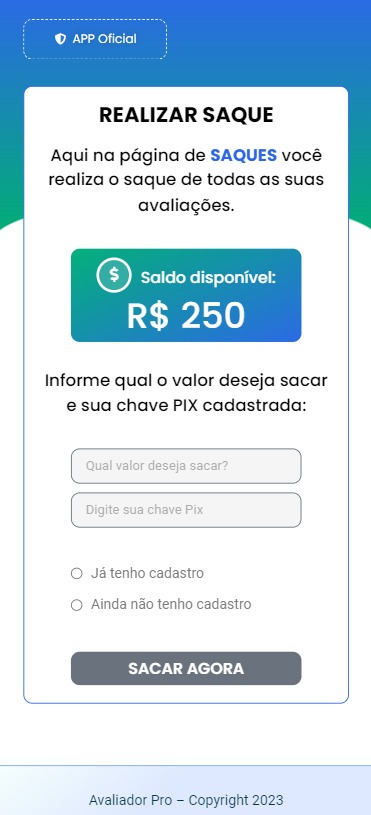 APP Oficial
REALIZAR SAQUE
Aqui na página de SAQUES você
realiza o saque de todas as suas
avaliações.
$ Saldo disponível:
R$ 250
Informe qual o valor deseja sacar
e sua chave PIX cadastrada:
Qual valor deseja sacar?
Digite sua chave Pix
Já tenho cadastro
Ainda não tenho cadastro
SACAR AGORA
Avaliador Pro – Copyright 2023